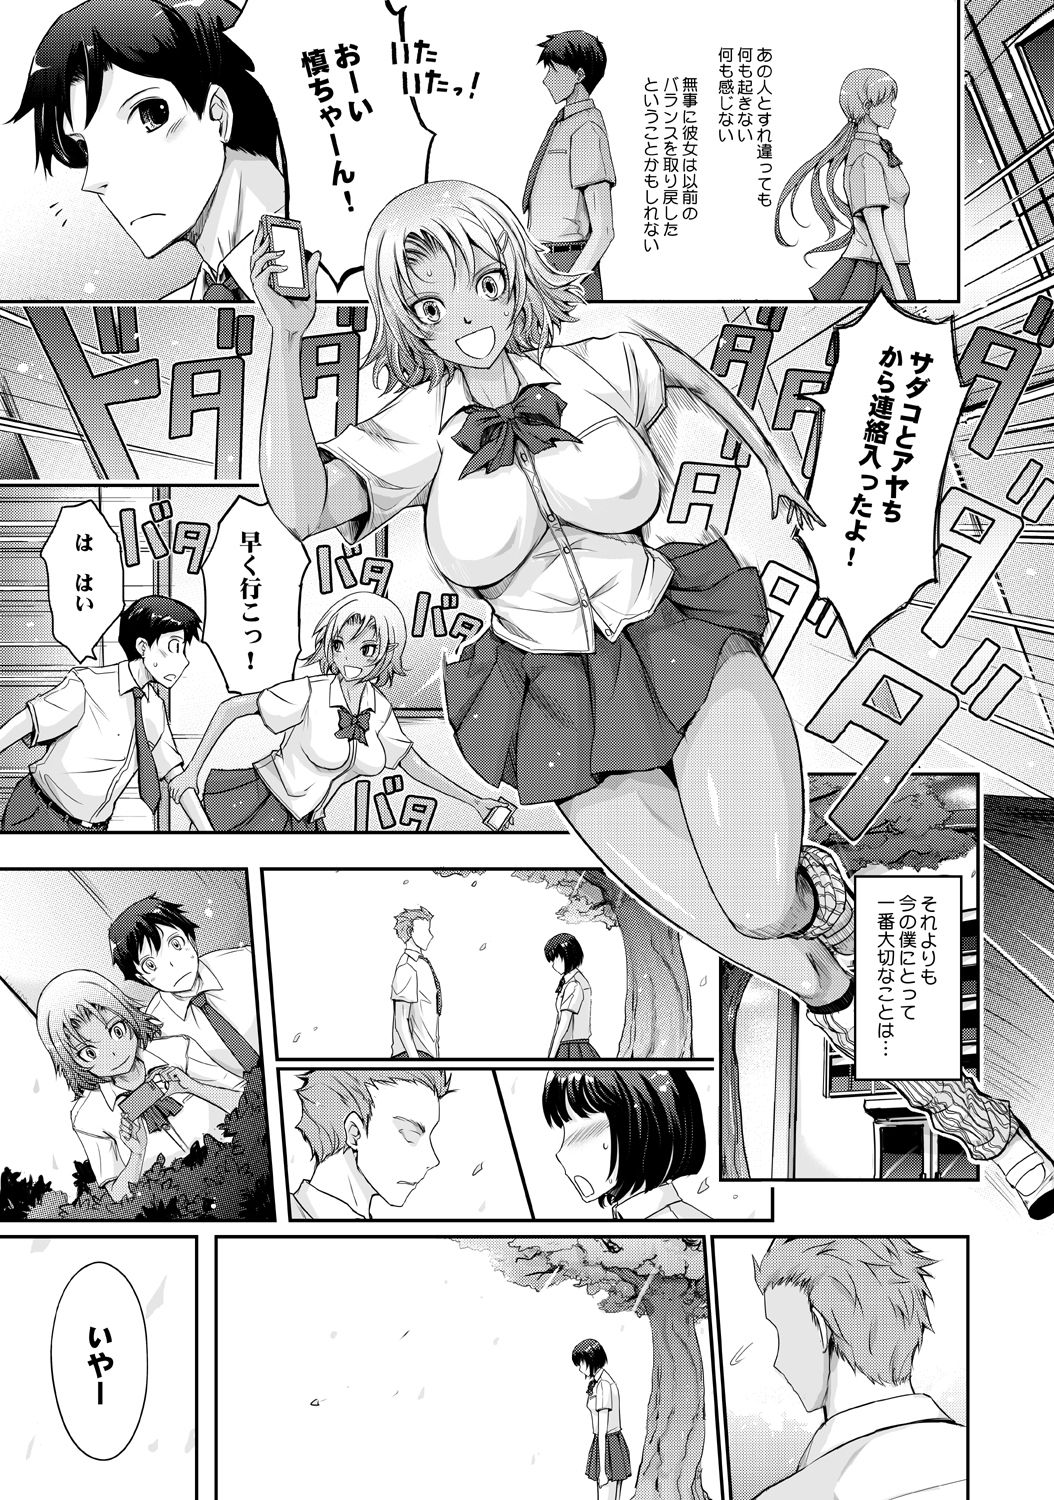 あの人とすれ違っても
何も起きない
何も感じない
無事に彼女は以前の
バランスを取り戻した
ということかもしれない
いた
いたっ！
おーい
慎ちゃーん！
サダコとアヤち
から連絡入ったよ！
ドダダダダダダ
早く行こっ！
は はい
バタ
バタ
バタ
バタ
それよりも
今の僕にとって
一番大切なことは…
いやー